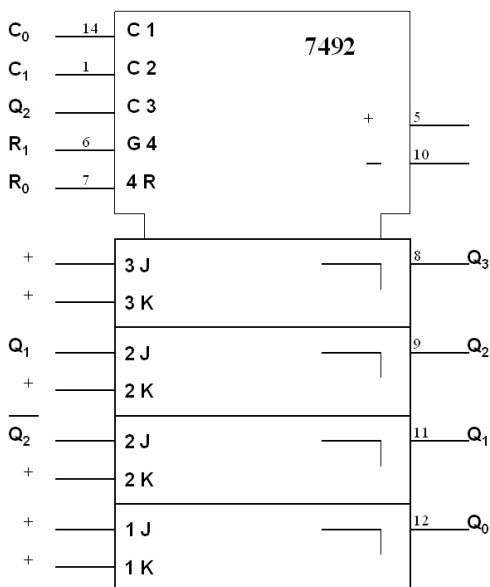 C0 14 C 1 7492
C1 1 C 2
Q2 C 3
+ 5
R1 6 G 4
− 10
R0 7 4 R
+ 3 J 8 Q3
+ 3 K
Q1 2 J 9 Q2
+ 2 K
Q̅2 2 J 11 Q1
+ 2 K
+ 1 J 12 Q0
+ 1 K